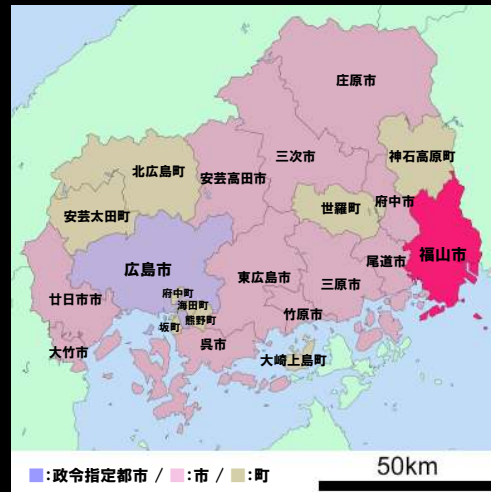 庄原市
三次市
神石高原町
北広島町
安芸高田市
世羅町
府中市
安芸太田町
福山市
広島市
東広島市
尾道市
三原市
府中町
廿日市市
海田町
竹原市
坂町
熊野町
呉市
大竹市
大崎上島町
:政令指定都市 / :市 / :町
50km